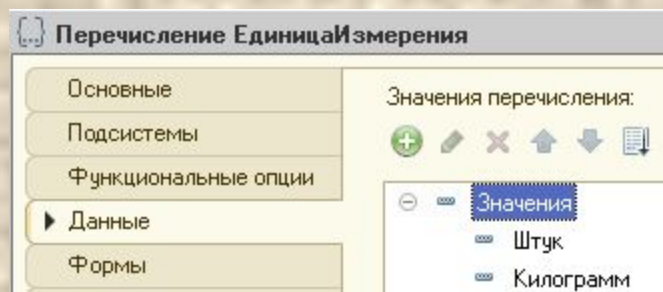 Перечисление ЕдиницаИзмерения
Основные
Подсистемы
Функциональные опции
Данные
Формы
Значения перечисления:
Значения
Штук
Килограмм